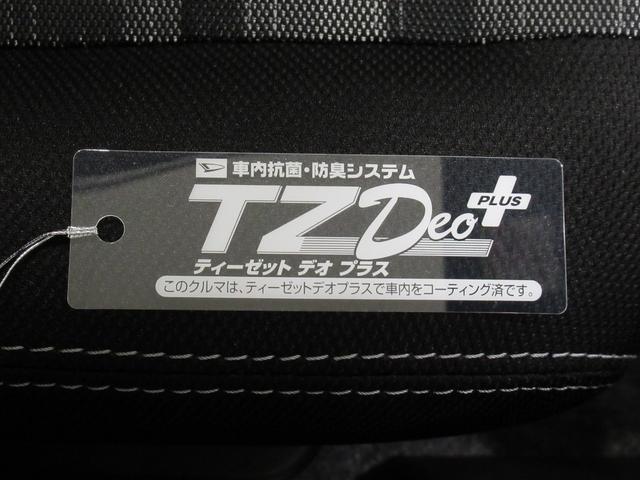 車内抗菌・防臭システム
TZ Deo PLUS
ティーゼット デオ プラス
このクルマは、ティーゼットデオプラスで車内をコーティング済です。